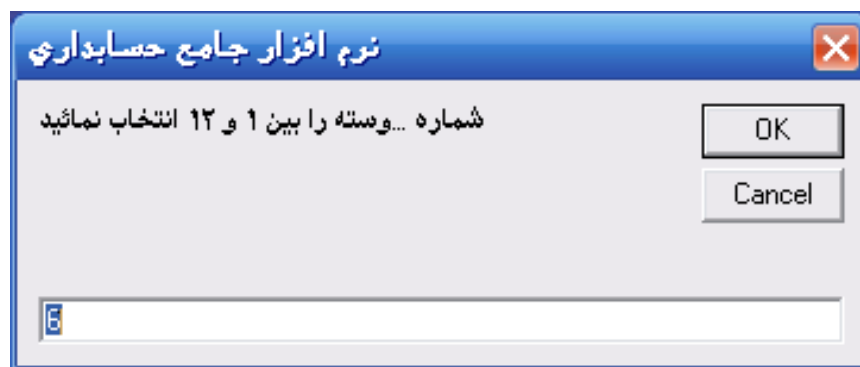 نرم افزار جامع حسابداري
شماره ...وسته را بين ۱ و ۱۲ انتخاب نمائيد
OK
Cancel
6